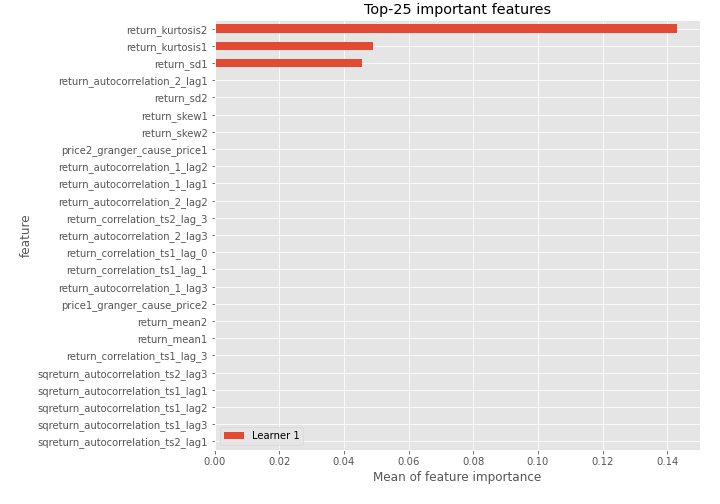 Top-25 important features
return_kurtosis2
return_kurtosis1
return_sd1
return_autocorrelation_2_lag1
return_sd2
return_skew1
return_skew2
price2_granger_cause_price1
return_autocorrelation_1_lag2
return_autocorrelation_1_lag1
return_autocorrelation_2_lag2
return_correlation_ts2_lag_3
return_autocorrelation_2_lag3
return_correlation_ts1_lag_0
return_correlation_ts1_lag_1
return_autocorrelation_1_lag3
price1_granger_cause_price2
return_mean2
return_mean1
return_correlation_ts1_lag_3
sqreturn_autocorrelation_ts2_lag3
sqreturn_autocorrelation_ts1_lag1
sqreturn_autocorrelation_ts1_lag2
sqreturn_autocorrelation_ts1_lag3
sqreturn_autocorrelation_ts2_lag1
feature
Learner 1
0.00 0.02 0.04 0.06 0.08 0.10 0.12 0.14
Mean of feature importance